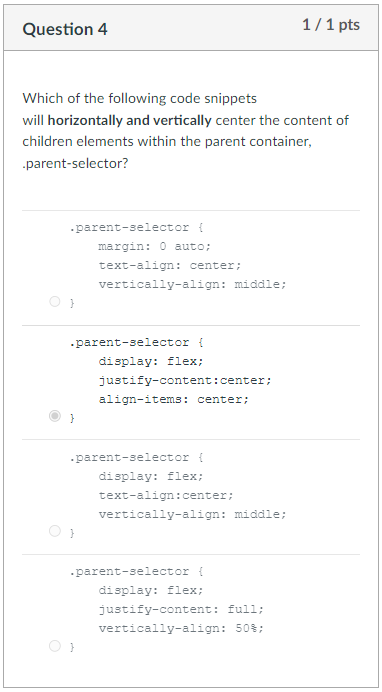 Question 4
1 / 1 pts
Which of the following code snippets
will horizontally and vertically center the content of
children elements within the parent container,
.parent-selector?
.parent-selector {
margin: 0 auto;
text-align: center;
vertically-align: middle;
}
.parent-selector {
display: flex;
justify-content:center;
align-items: center;
}
.parent-selector {
display: flex;
text-align:center;
vertically-align: middle;
}
.parent-selector {
display: flex;
justify-content: full;
vertically-align: 50%;
}